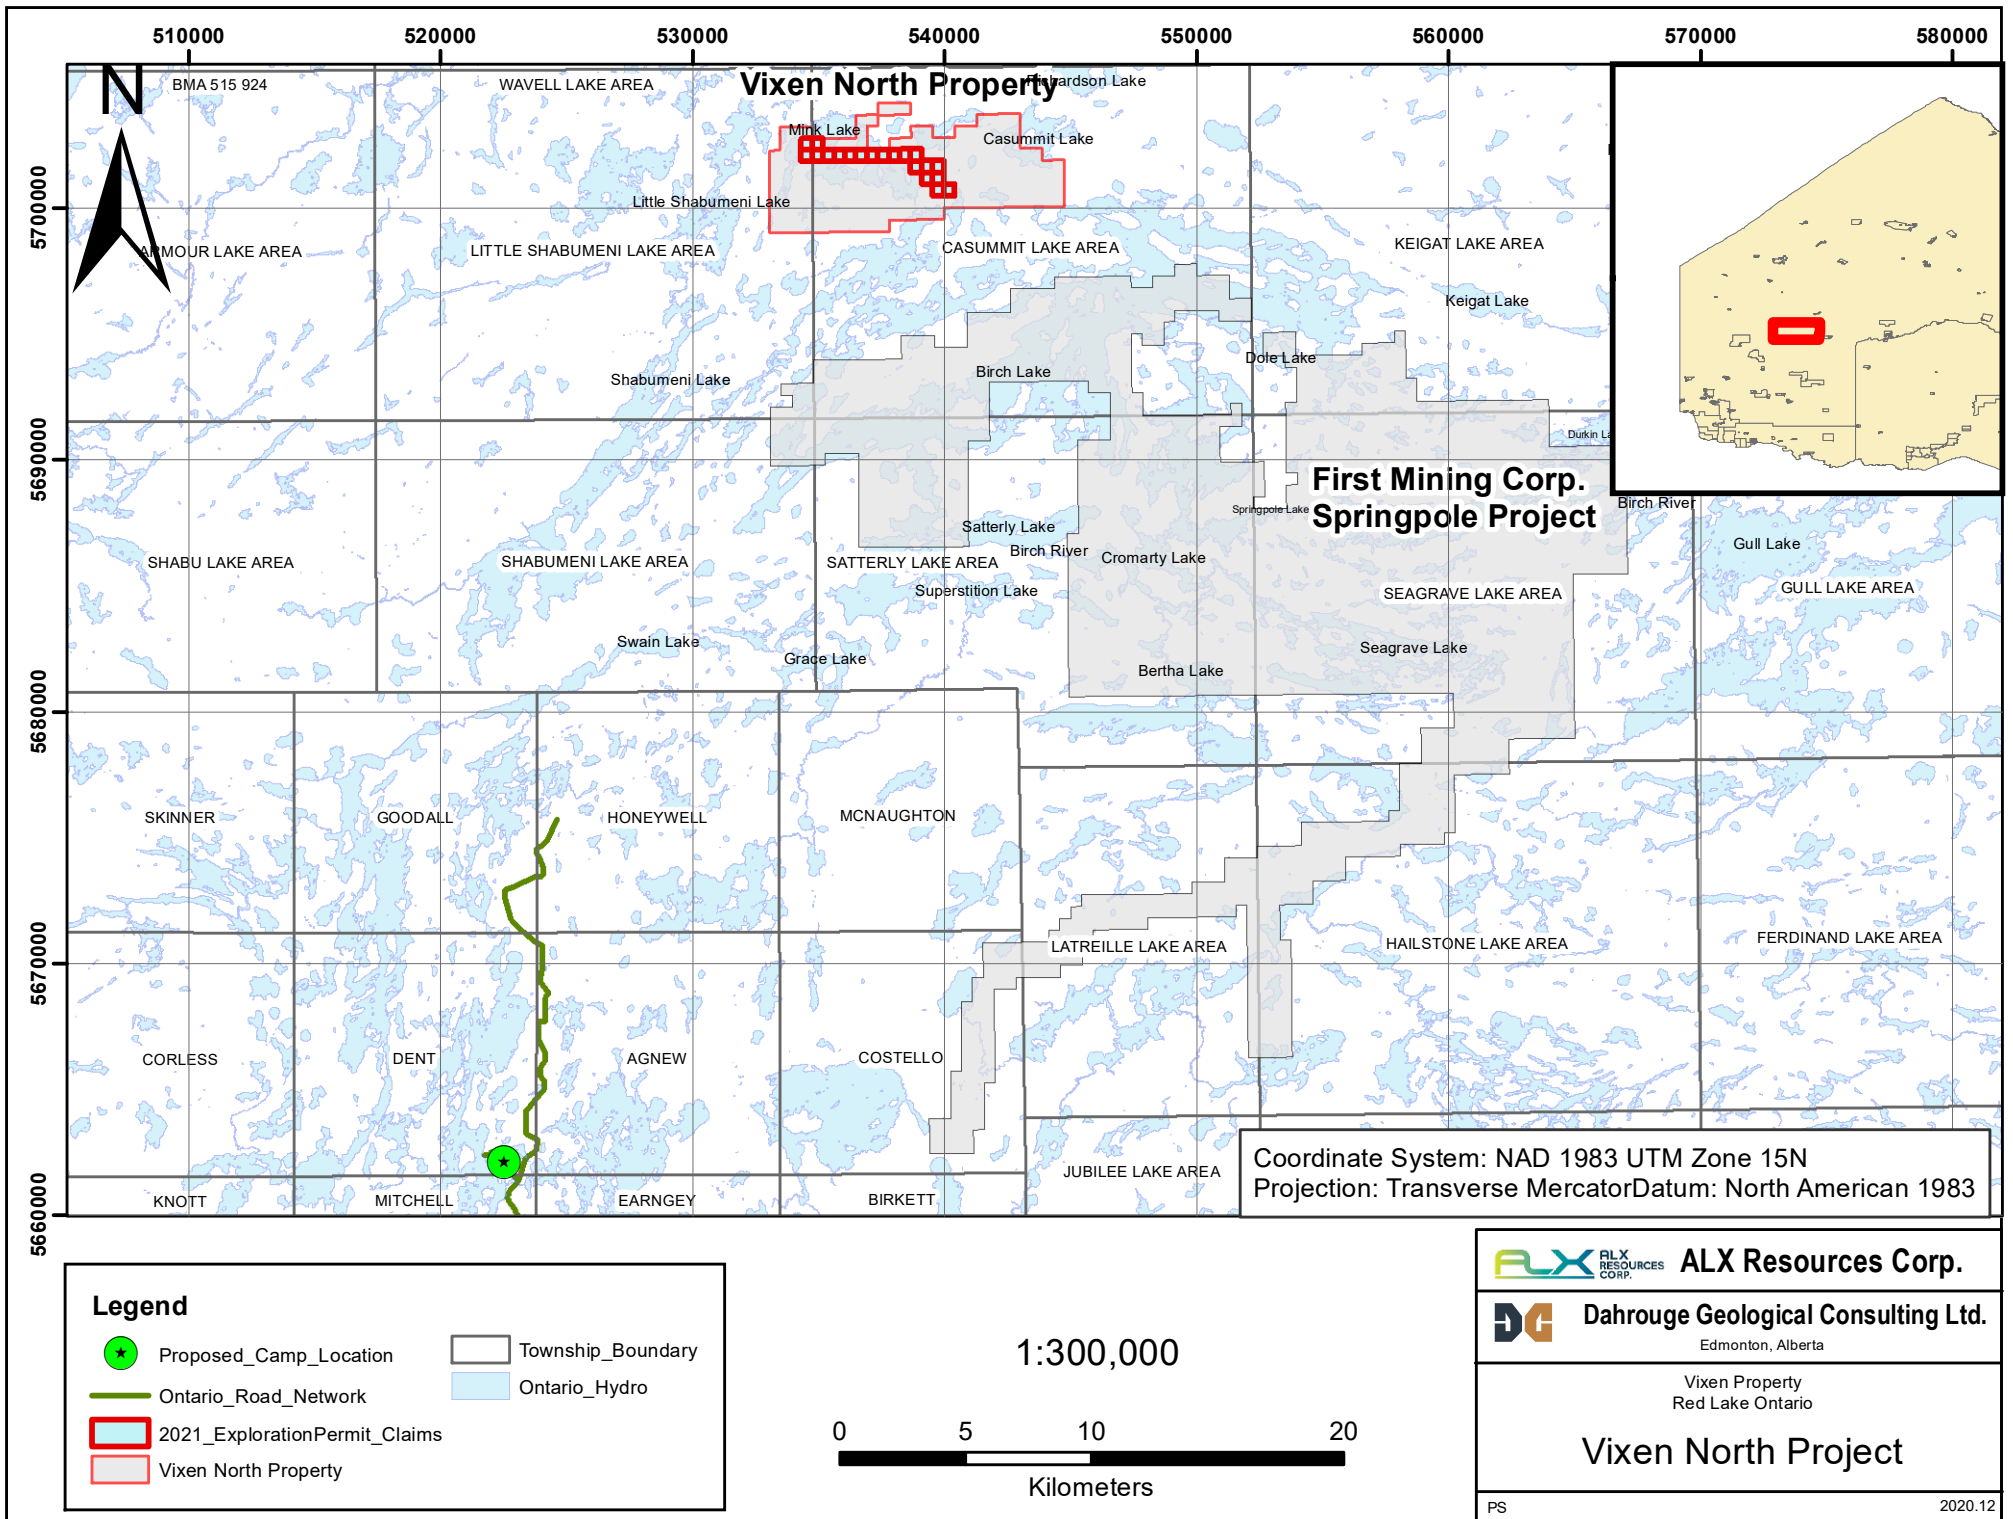 510000 520000 530000 540000 550000 560000 570000 580000
N
BMA 515 924
WAVELL LAKE AREA
Vixen North Property
Richardson Lake
Mink Lake
Casummit Lake
5700000
Little Shabumeni Lake
ARMOUR LAKE AREA
LITTLE SHABUMENI LAKE AREA
CASUMMIT LAKE AREA
KEIGAT LAKE AREA
Keigat Lake
Dole Lake
Birch Lake
Shabumeni Lake
5690000
Durkin La
First Mining Corp.
Springpole Project
Springpole Lake
Birch River
Satterly Lake
Birch River
Cromarty Lake
Gull Lake
SHABU LAKE AREA
SHABUMENI LAKE AREA
SATTERLY LAKE AREA
Superstition Lake
SEAGRAVE LAKE AREA
GULL LAKE AREA
Swain Lake
Grace Lake
Seagrave Lake
Bertha Lake
5680000
SKINNER
GOODALL
HONEYWELL
MCNAUGHTON
5670000
LATREILLE LAKE AREA
HAILSTONE LAKE AREA
FERDINAND LAKE AREA
CORLESS
DENT
AGNEW
COSTELLO
JUBILEE LAKE AREA
KNOTT
MITCHELL
EARNGEY
BIRKETT
5660000
Coordinate System: NAD 1983 UTM Zone 15N
Projection: Transverse MercatorDatum: North American 1983
Legend
Proposed_Camp_Location
Ontario_Road_Network
2021_ExplorationPermit_Claims
Vixen North Property
Township_Boundary
Ontario_Hydro
1:300,000
0 5 10 20
Kilometers
ALX
RESOURCES
CORP.
ALX Resources Corp.
Dahrouge Geological Consulting Ltd.
Edmonton, Alberta
Vixen Property
Red Lake Ontario
Vixen North Project
PS
2020.12